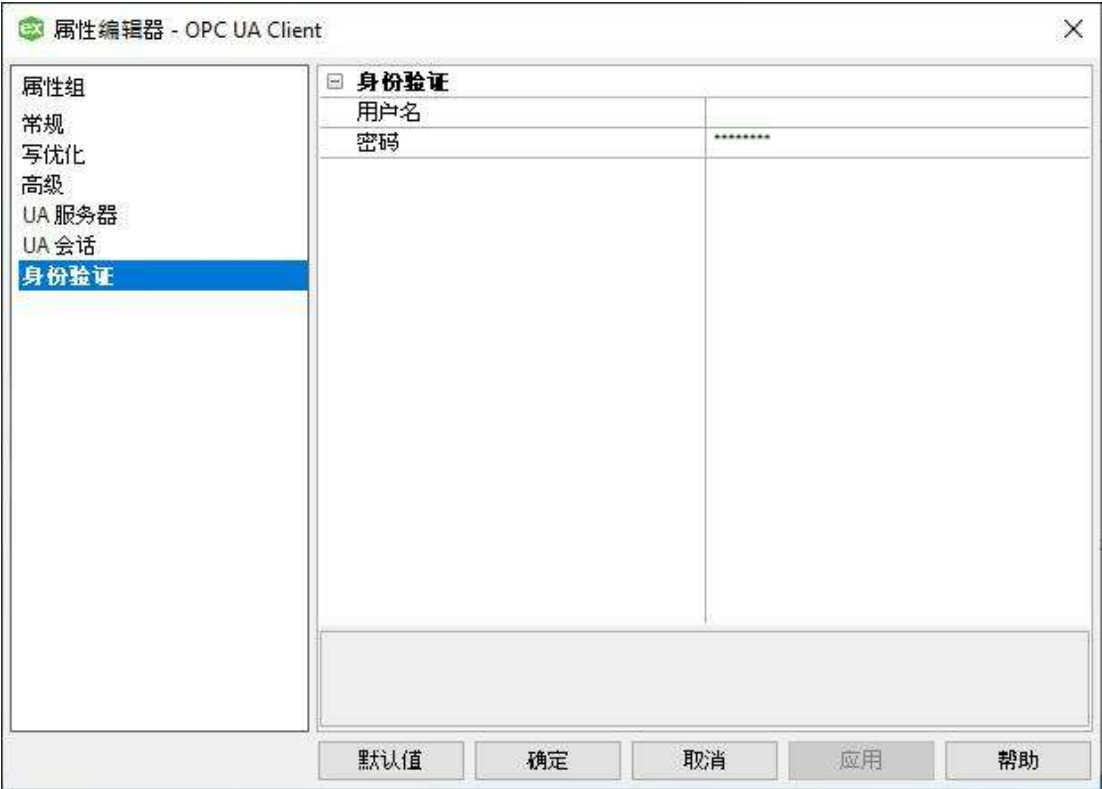 ex 属性编辑器 - OPC UA Client
属性组
常规
写优化
高级
UA 服务器
UA 会话
身份验证
身份验证
用户名
密码 ********
默认值 确定 取消 应用 帮助